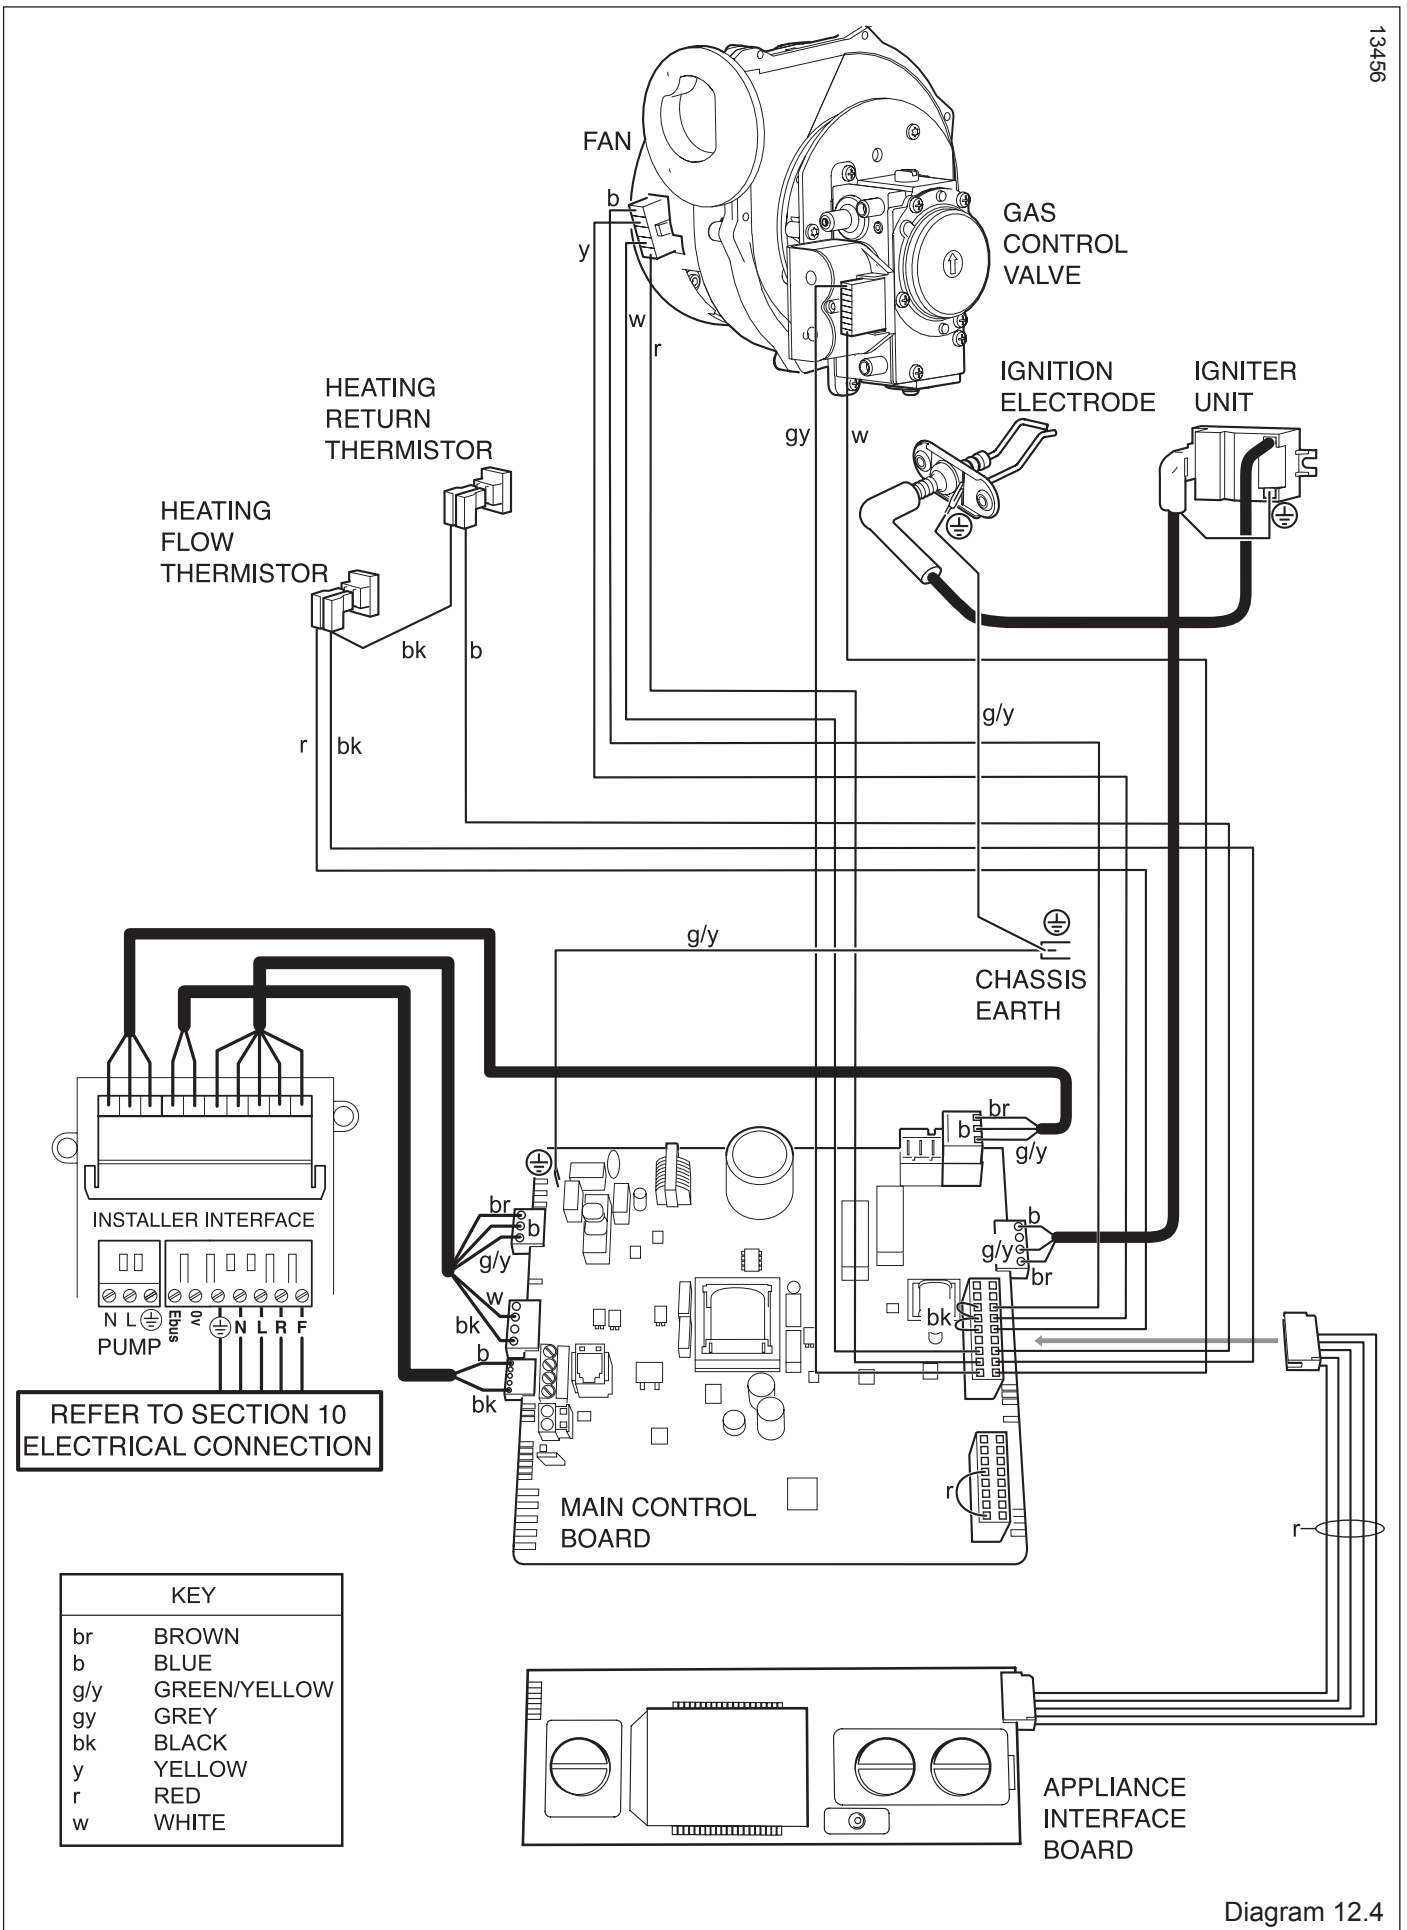 13456
FAN
b
y
w
r
GAS
CONTROL
VALVE
HEATING
RETURN
THERMISTOR
IGNITION
ELECTRODE
IGNITER
UNIT
gy
w
HEATING
FLOW
THERMISTOR
bk
b
r
bk
g/y
g/y
CHASSIS
EARTH
br
b
g/y
INSTALLER INTERFACE
br
b
g/y
b
g/y
br
w
bk
bk
N L
PUMP
Ebus
0v
N L R F
b
bk
REFER TO SECTION 10
ELECTRICAL CONNECTION
r
MAIN CONTROL
BOARD
r
KEY
br BROWN
b BLUE
g/y GREEN/YELLOW
gy GREY
bk BLACK
y YELLOW
r RED
w WHITE
APPLIANCE
INTERFACE
BOARD
Diagram 12.4